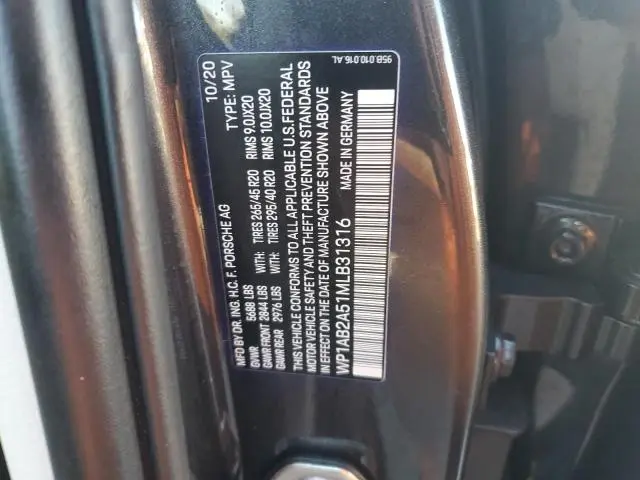 95B.010.016.AL
MFD BY DR. ING. H.C. F. PORSCHE AG 10/20
GVWR 5688 LBS TYPE: MPV
GAWR FRONT 2844 LBS WITH: TIRES 265/45 R20 RIMS 9.0JX20
GAWR REAR 2976 LBS WITH: TIRES 295/40 R20 RIMS 10.0JX20
THIS VEHICLE CONFORMS TO ALL APPLICABLE U.S. FEDERAL
MOTOR VEHICLE SAFETY AND THEFT PREVENTION STANDARDS
IN EFFECT ON THE DATE OF MANUFACTURE SHOWN ABOVE
WP1AB2A51MLB31316 MADE IN GERMANY